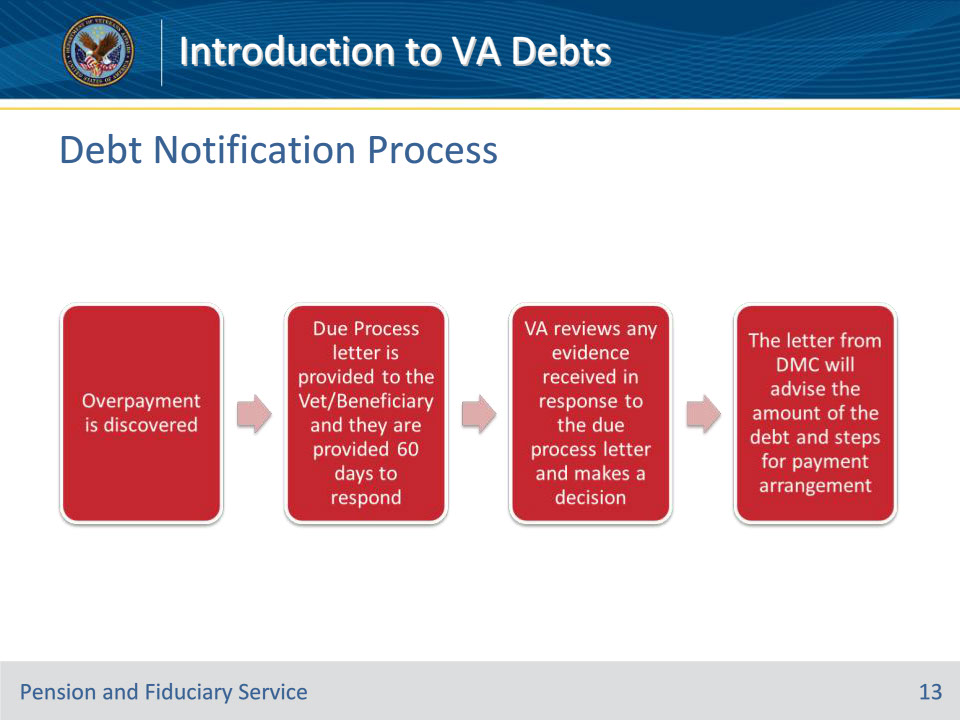 Introduction to VA Debts
Debt Notification Process
Overpayment
is discovered
Due Process
letter is
provided to the
Vet/Beneficiary
and they are
provided 60
days to
respond
VA reviews any
evidence
received in
response to
the due
process letter
and makes a
decision
The letter from
DMC will
advise the
amount of the
debt and steps
for payment
arrangement
Pension and Fiduciary Service
13